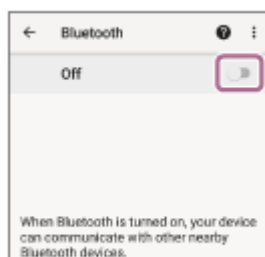 Bluetooth
Off
When Bluetooth is turned on, your device
can communicate with other nearby
Bluetooth devices.